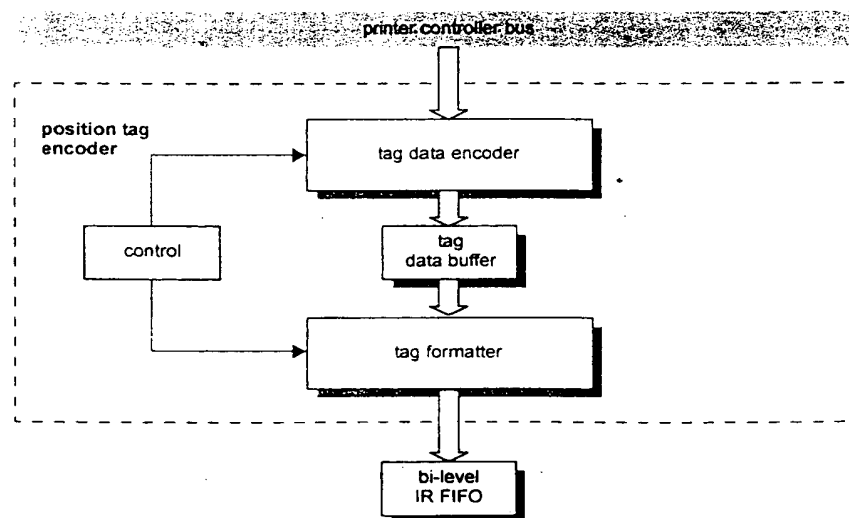 printer controller bus
position tag
encoder
tag data encoder
control
tag
data buffer
tag formatter
bi-level
IR FIFO